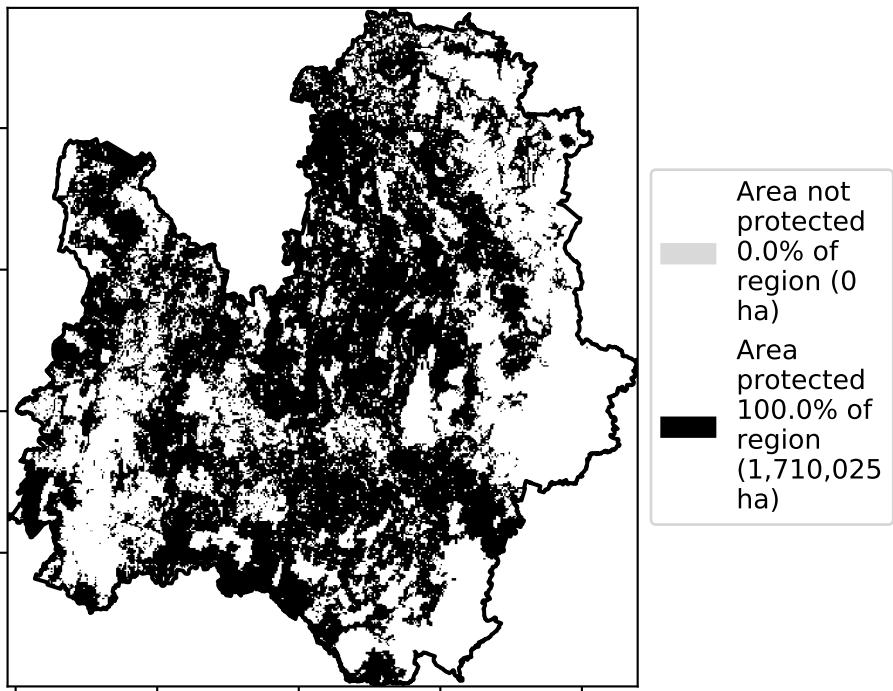 Area not
protected
0.0% of
region (0
ha)
Area
protected
100.0% of
region
(1,710,025
ha)